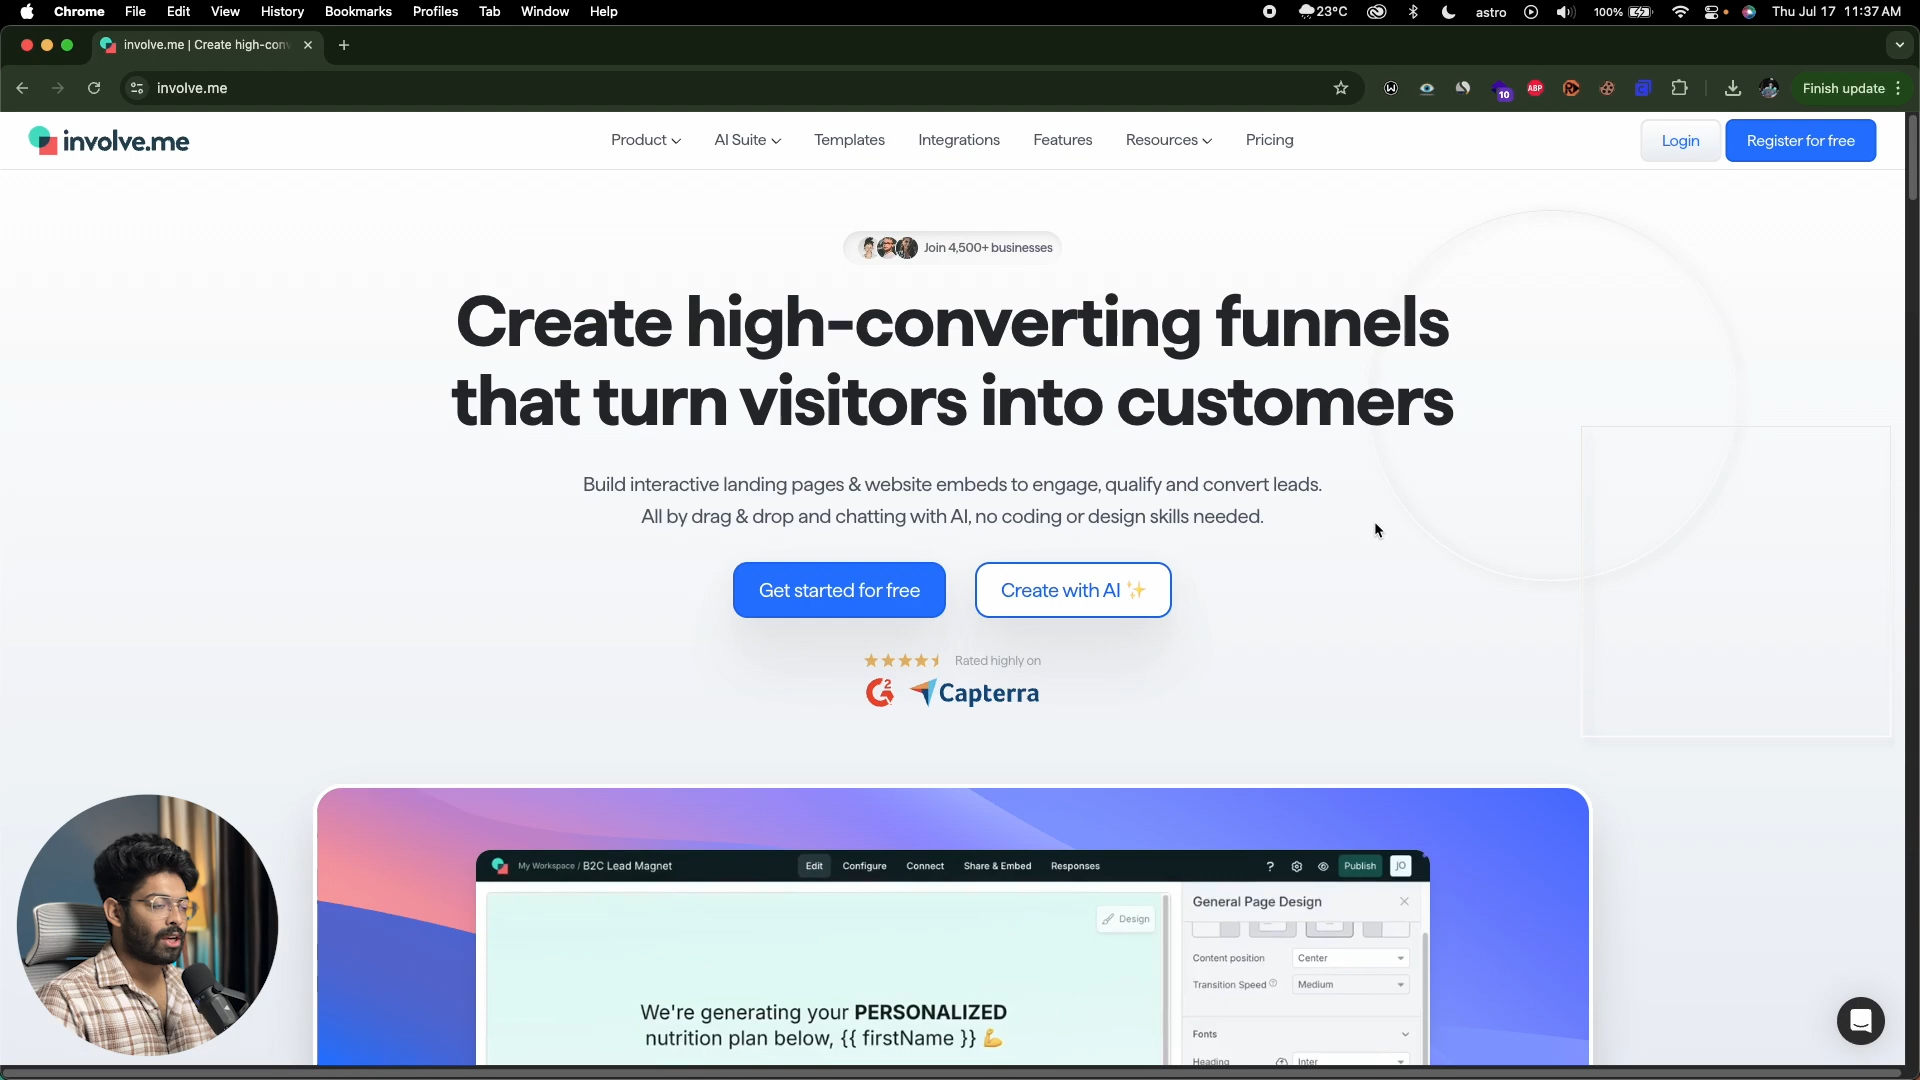 Chrome File Edit View History Bookmarks Profiles Tab Window Help 23°C astro 100% Thu Jul 17 11:37 AM
involve.me | Create high-con
involve.me 10 ABP Finish update
involve.me Product AI Suite Templates Integrations Features Resources Pricing Login Register for free
Join 4,500+ businesses
Create high-converting funnels
that turn visitors into customers
Build interactive landing pages & website embeds to engage, qualify and convert leads.
All by drag & drop and chatting with AI, no coding or design skills needed.
Get started for free Create with AI ✨
Rated highly on
G2 Capterra
My Workspace / B2C Lead Magnet Edit Configure Connect Share & Embed Responses ? Publish JO
General Page Design
Design
Content position Center
Transition Speed Medium
We're generating your PERSONALIZED
nutrition plan below, {{ firstName }} 💪
Fonts
Heading Inter